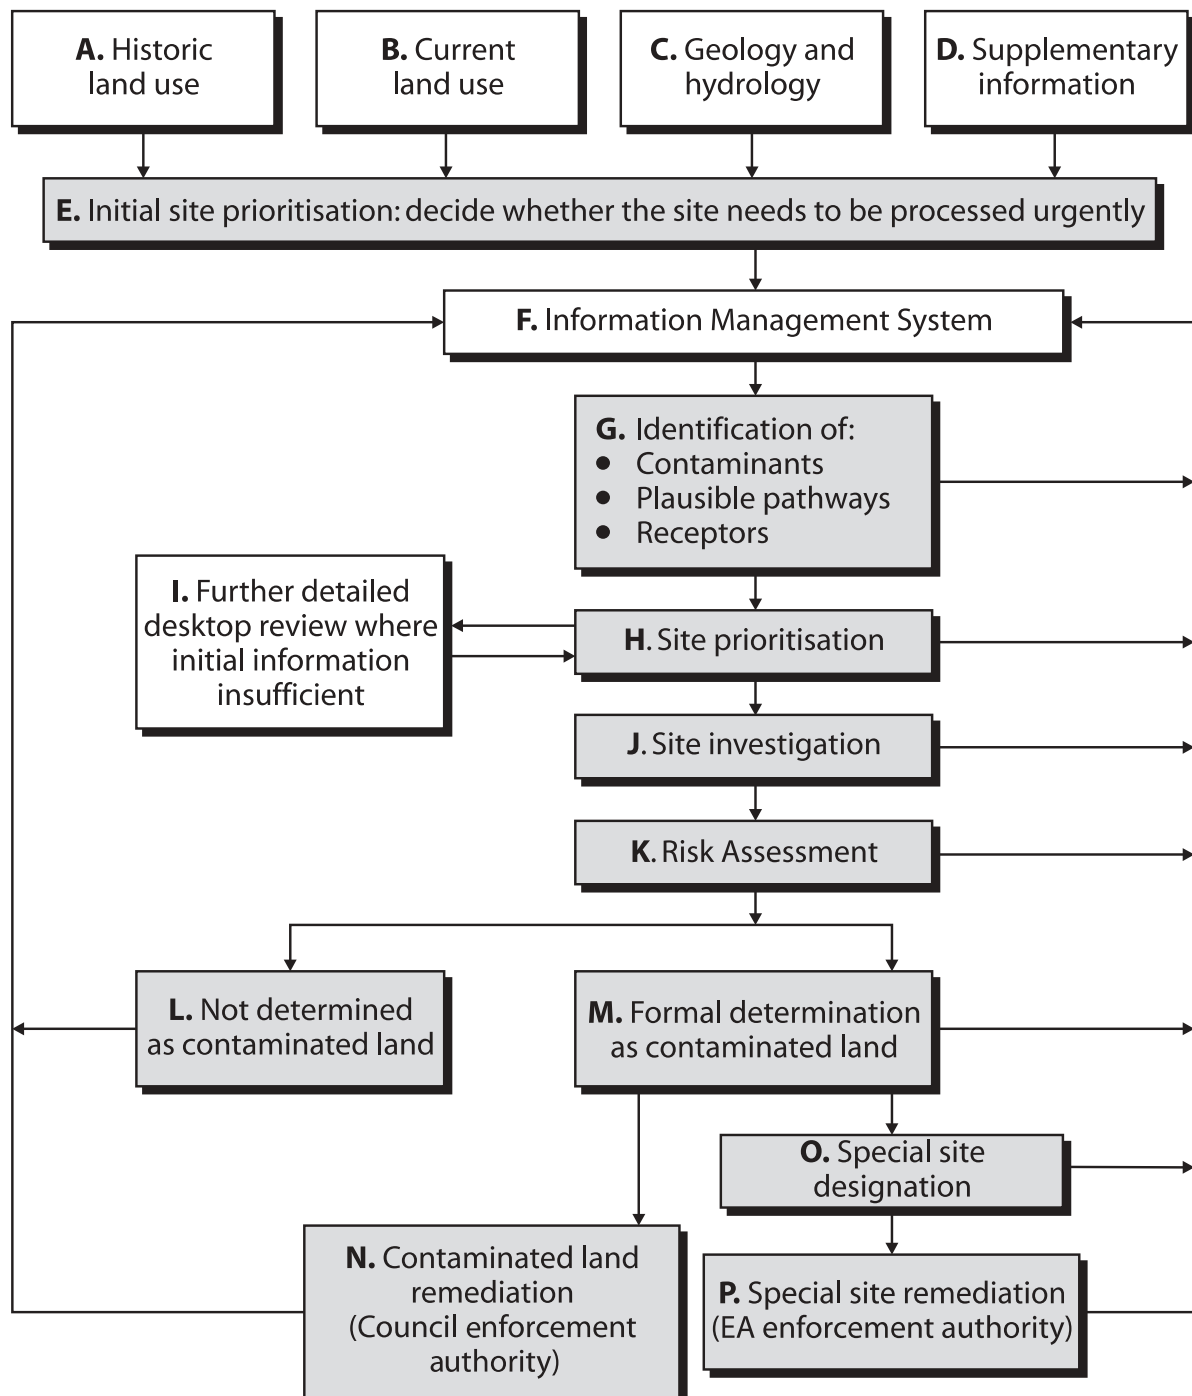 A. Historic
land use
B. Current
land use
C. Geology and
hydrology
D. Supplementary
information
E. Initial site prioritisation: decide whether the site needs to be processed urgently
F. Information Management System
G. Identification of:
● Contaminants
● Plausible pathways
● Receptors
I. Further detailed
desktop review where
initial information
insufficient
H. Site prioritisation
J. Site investigation
K. Risk Assessment
L. Not determined
as contaminated land
M. Formal determination
as contaminated land
O. Special site
designation
N. Contaminated land
remediation
(Council enforcement
authority)
P. Special site remediation
(EA enforcement authority)